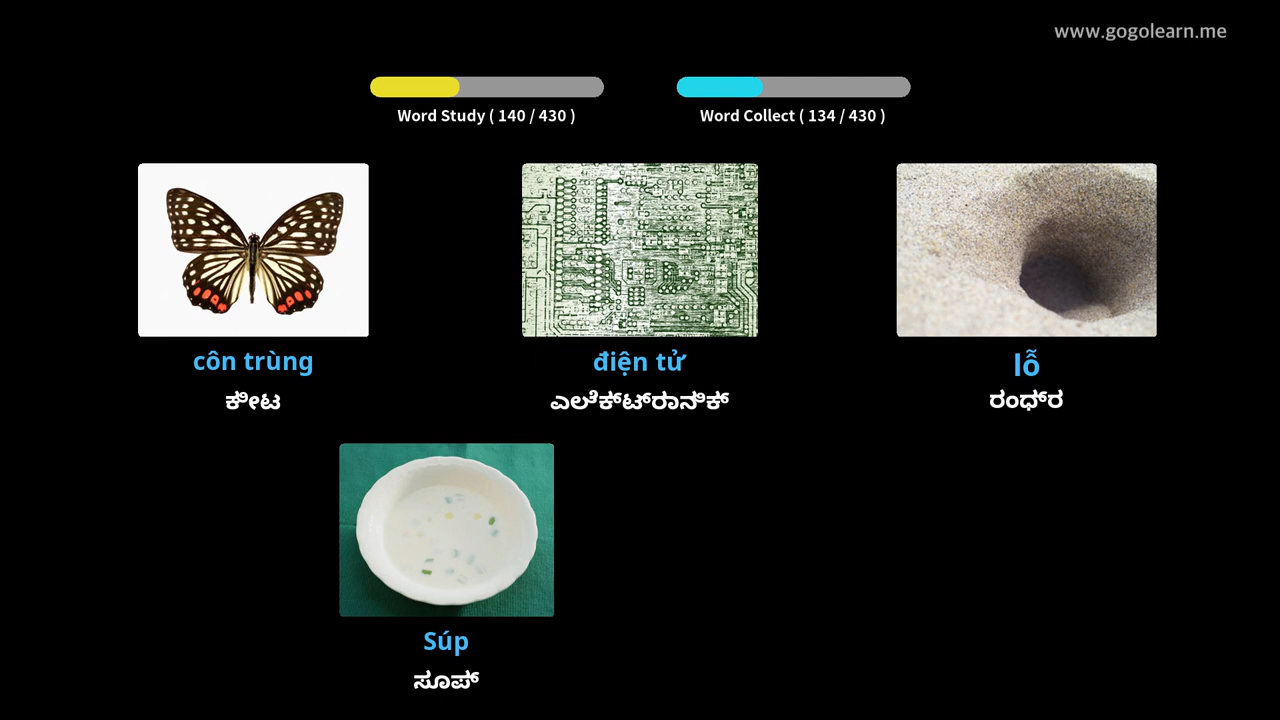 www.gogolearn.me
Word Study ( 140 / 430 )
Word Collect ( 134 / 430 )
côn trùng
ಕೀಟ
điện tử
ಎಲೆಕ್ಟ್ರಾನಿಕ್
lỗ
ರಂಧ್ರ
Súp
ಸೂಪ್